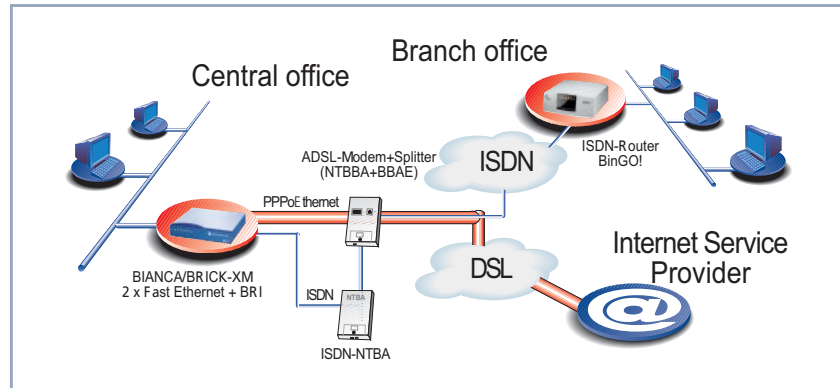 Branch office
Central office
ADSL-Modem+Splitter
(NTBBA+BBAE)
ISDN
ISDN-Router
BinGO!
PPPoE thernet
DSL
Internet Service
Provider
BIANCA/BRICK-XM
2 x Fast Ethernet + BRI
ISDN
NTBA
ISDN-NTBA
@